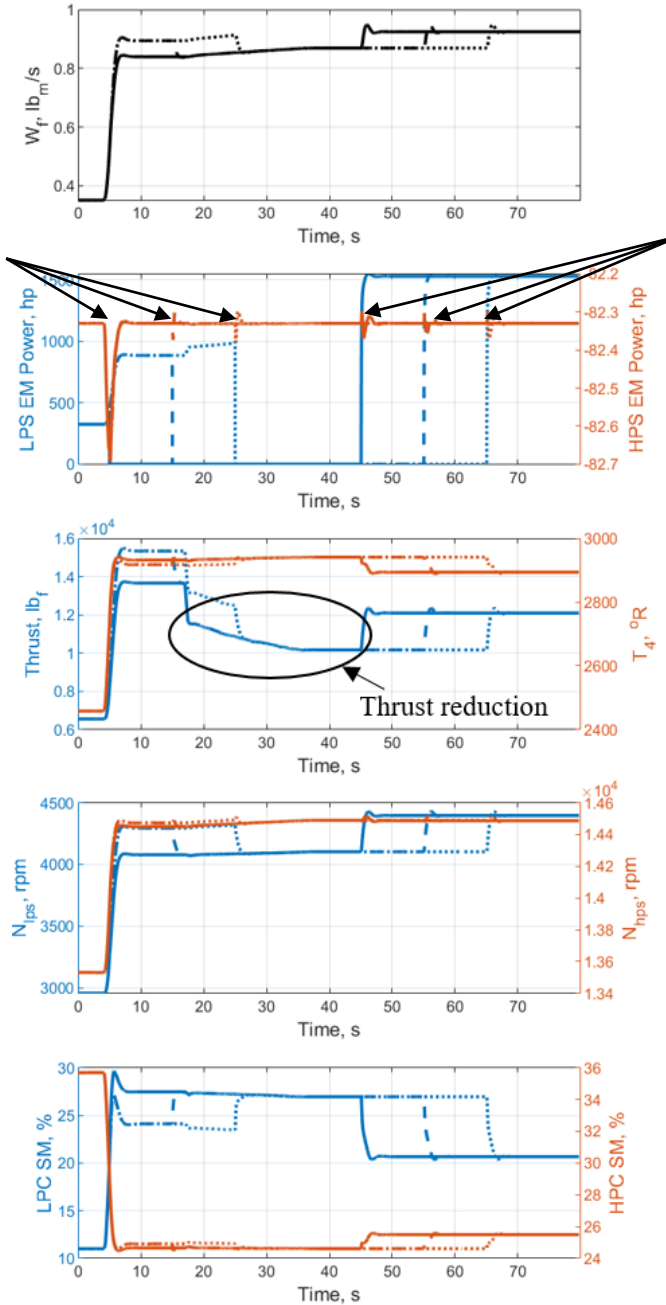 W_f, lb_m/s
1
0.8
0.6
0.4
0 10 20 30 40 50 60 70
Time, s
LPS EM Power, hp
1500
1000
500
0
-82.2
-82.3
-82.4
-82.5
-82.6
-82.7
HPS EM Power, hp
0 10 20 30 40 50 60 70
Time, s
Thrust, lb_f
1.6 ×10⁴
1.4
1.2
1
0.8
0.6
3000
2800
2600
2400
T_4, °R
Thrust reduction
0 10 20 30 40 50 60 70
Time, s
N_lps, rpm
4500
4000
3500
3000
×10⁴
1.46
1.44
1.42
1.4
1.38
1.36
1.34
N_hps, rpm
0 10 20 30 40 50 60 70
Time, s
LPC SM, %
30
25
20
15
10
36
34
32
30
28
26
24
HPC SM, %
0 10 20 30 40 50 60 70
Time, s